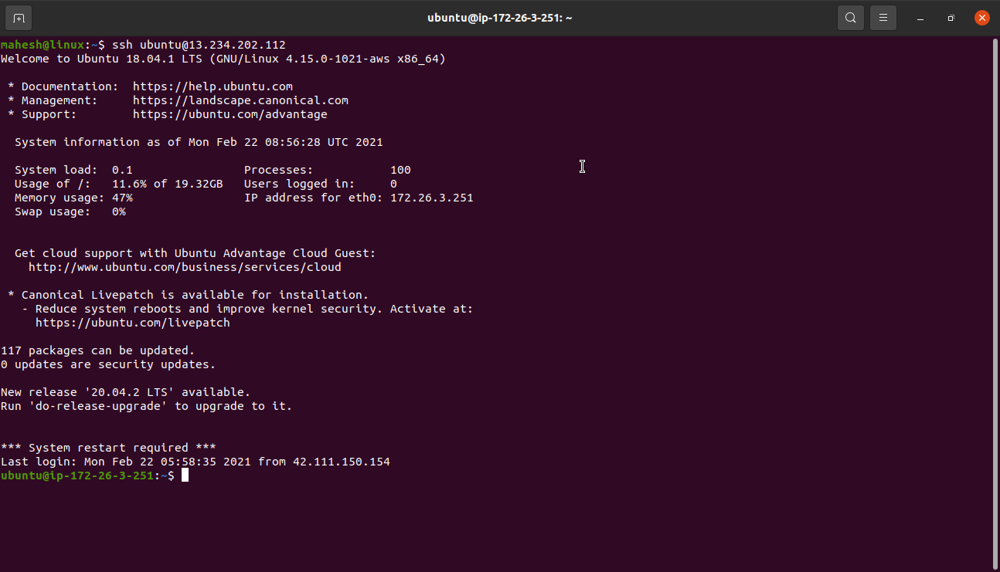 ubuntu@ip-172-26-3-251: ~
mahesh@linux:~$ ssh ubuntu@13.234.202.112
Welcome to Ubuntu 18.04.1 LTS (GNU/Linux 4.15.0-1021-aws x86_64)

 * Documentation:  https://help.ubuntu.com
 * Management:     https://landscape.canonical.com
 * Support:        https://ubuntu.com/advantage

  System information as of Mon Feb 22 08:56:28 UTC 2021

  System load:  0.1                Processes:           100
  Usage of /:   11.6% of 19.32GB   Users logged in:     0
  Memory usage: 47%                IP address for eth0: 172.26.3.251
  Swap usage:   0%


  Get cloud support with Ubuntu Advantage Cloud Guest:
    http://www.ubuntu.com/business/services/cloud

 * Canonical Livepatch is available for installation.
   - Reduce system reboots and improve kernel security. Activate at:
     https://ubuntu.com/livepatch

117 packages can be updated.
0 updates are security updates.

New release '20.04.2 LTS' available.
Run 'do-release-upgrade' to upgrade to it.


*** System restart required ***
Last login: Mon Feb 22 05:58:35 2021 from 42.111.150.154
ubuntu@ip-172-26-3-251:~$